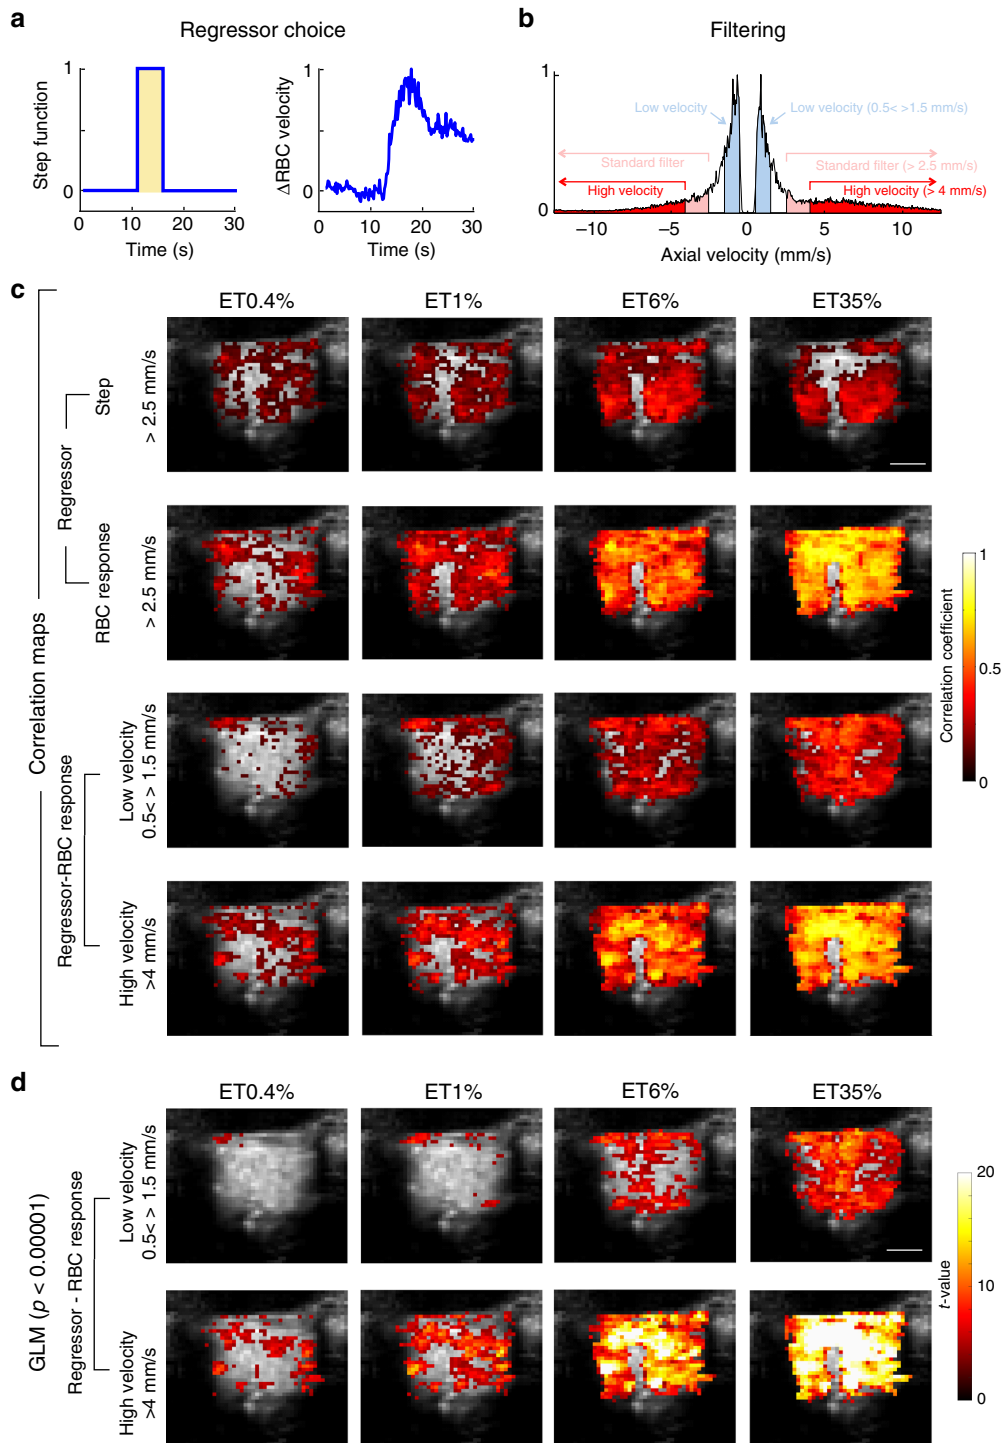 a
Regressor choice
Step function
1
0
0
10
20
30
Time (s)
ΔRBC velocity
1
0
0
10
20
30
Time (s)
b
Filtering
1
0
Low velocity
Low velocity (0.5< >1.5 mm/s)
Standard filter
Standard filter (> 2.5 mm/s)
High velocity
High velocity (> 4 mm/s)
−10
−5
0
5
10
Axial velocity (mm/s)
c
ET0.4%
ET1%
ET6%
ET35%
Correlation maps
Regressor
Step
> 2.5 mm/s
RBC response
> 2.5 mm/s
Regressor-RBC response
Low velocity
0.5< > 1.5 mm/s
High velocity
>4 mm/s
Correlation coefficient
1
0.5
0
d
ET0.4%
ET1%
ET6%
ET35%
GLM (p < 0.00001)
Regressor - RBC response
Low velocity
0.5< > 1.5 mm/s
High velocity
>4 mm/s
t-value
20
10
0